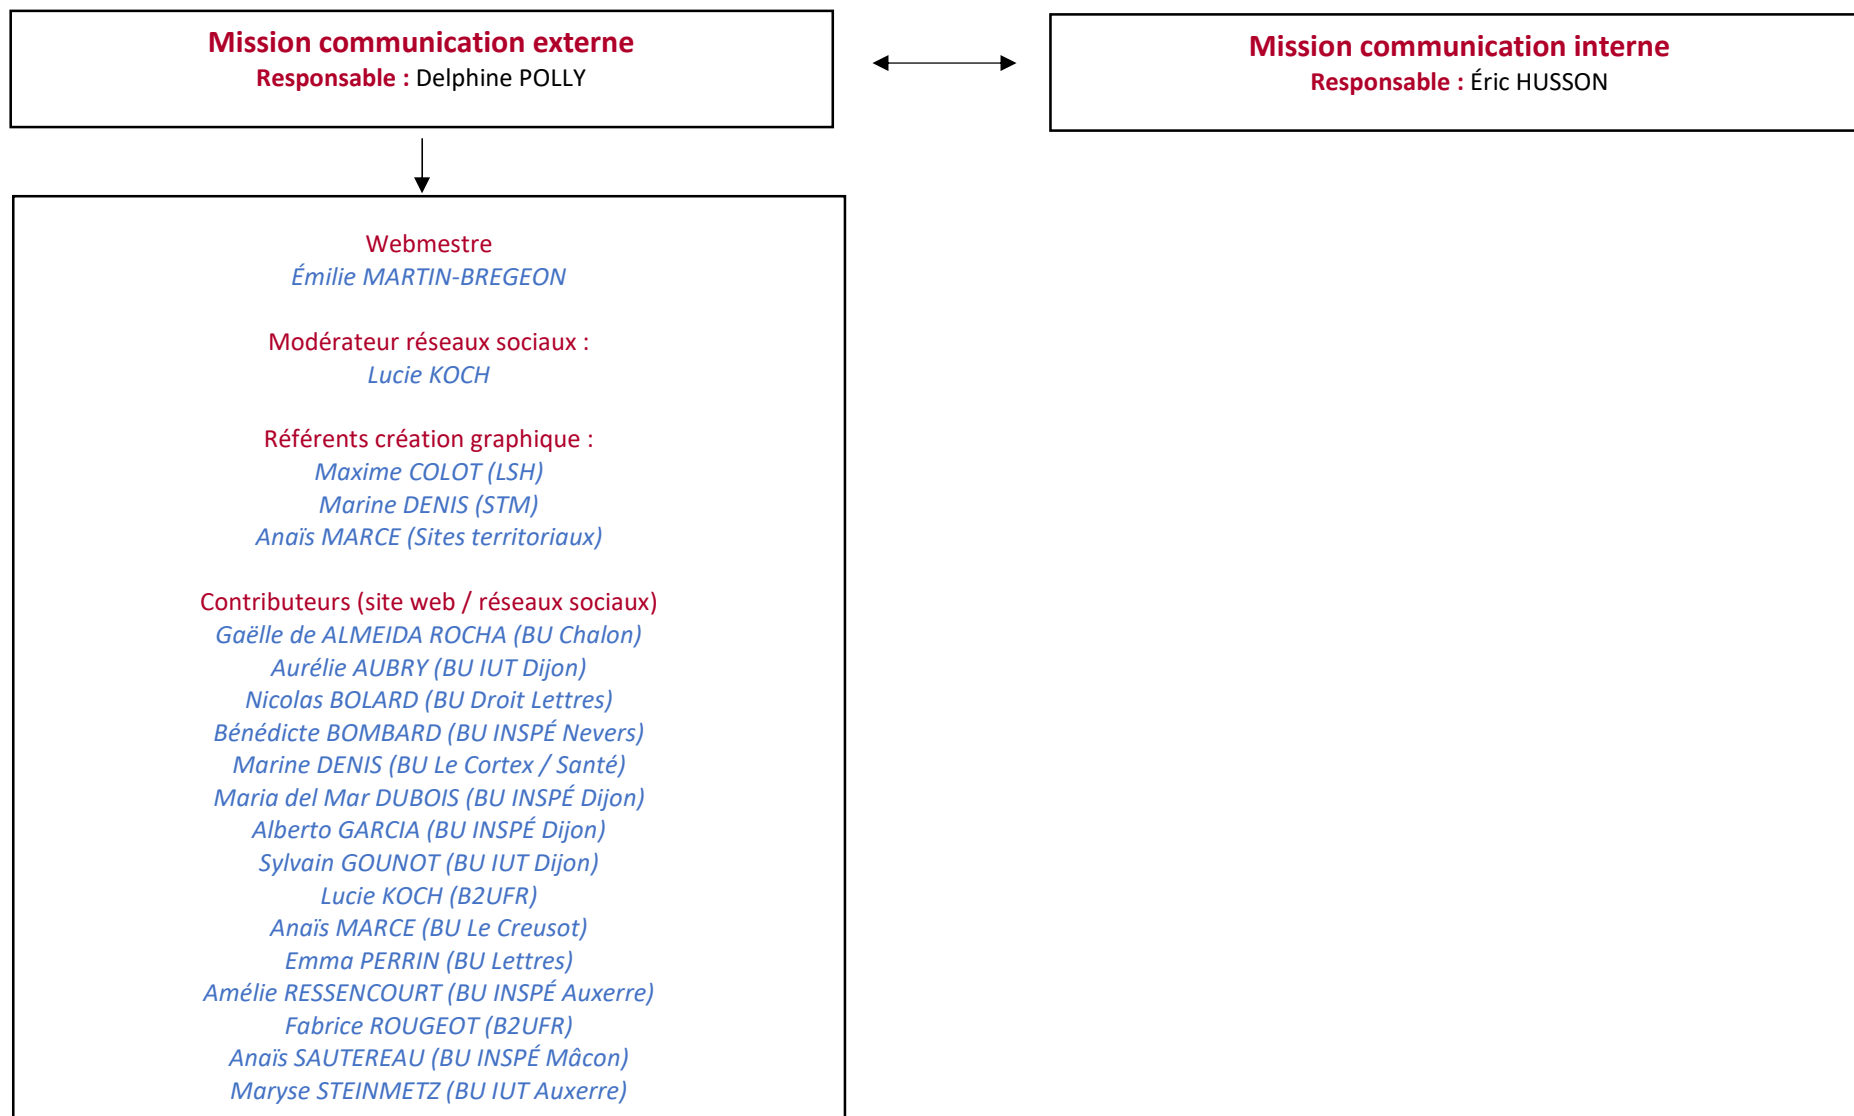 Mission communication externe
Responsable : Delphine POLLY
Mission communication interne
Responsable : Éric HUSSON
Webmestre
Émilie MARTIN-BREGEON
Modérateur réseaux sociaux :
Lucie KOCH
Référents création graphique :
Maxime COLOT (LSH)
Marine DENIS (STM)
Anaïs MARCE (Sites territoriaux)
Contributeurs (site web / réseaux sociaux)
Gaëlle de ALMEIDA ROCHA (BU Chalon)
Aurélie AUBRY (BU IUT Dijon)
Nicolas BOLARD (BU Droit Lettres)
Bénédicte BOMBARD (BU INSPÉ Nevers)
Marine DENIS (BU Le Cortex / Santé)
Maria del Mar DUBOIS (BU INSPÉ Dijon)
Alberto GARCIA (BU INSPÉ Dijon)
Sylvain GOUNOT (BU IUT Dijon)
Lucie KOCH (B2UFR)
Anaïs MARCE (BU Le Creusot)
Emma PERRIN (BU Lettres)
Amélie RESSENCOURT (BU INSPÉ Auxerre)
Fabrice ROUGEOT (B2UFR)
Anaïs SAUTEREAU (BU INSPÉ Mâcon)
Maryse STEINMETZ (BU IUT Auxerre)